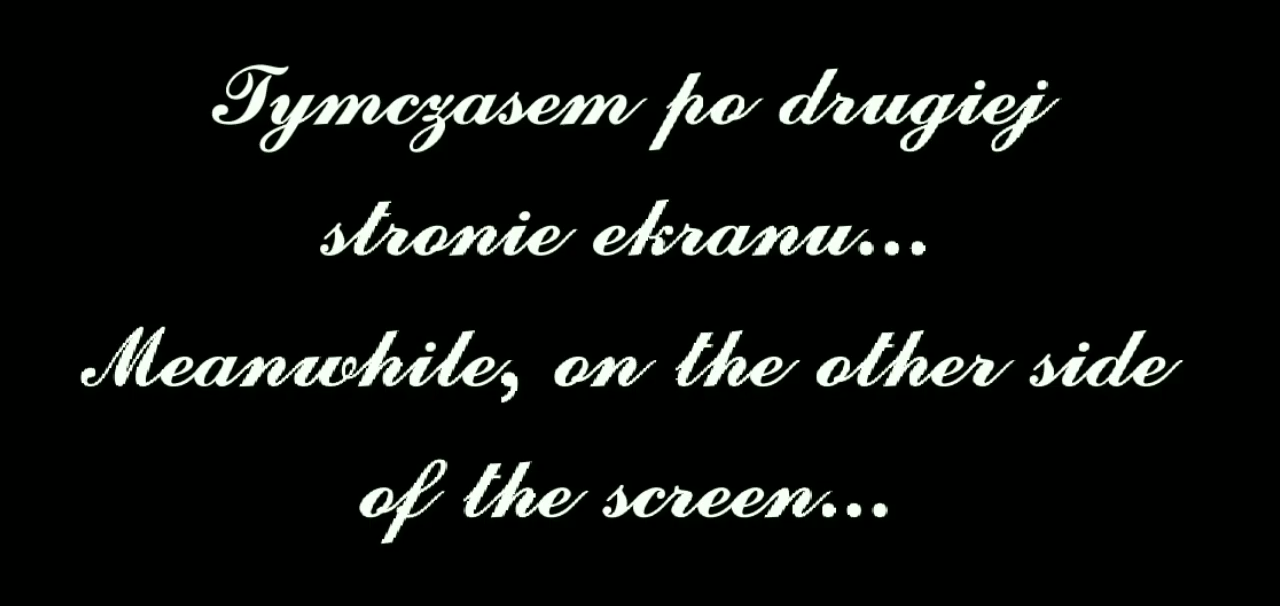 Tymczasem po drugiej
stronie ekranu...
Meanwhile, on the other side
of the screen...